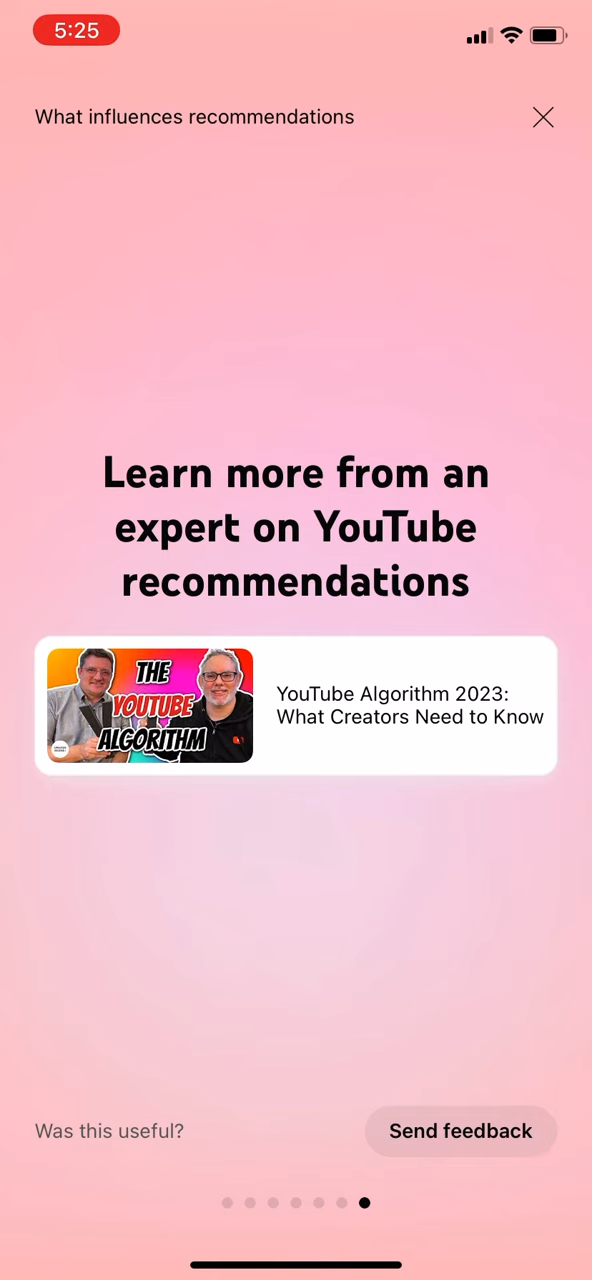 5:25
What influences recommendations
Learn more from an
expert on YouTube
recommendations
THE
YOUTUBE
ALGORITHM
YouTube Algorithm 2023:
What Creators Need to Know
Was this useful?
Send feedback